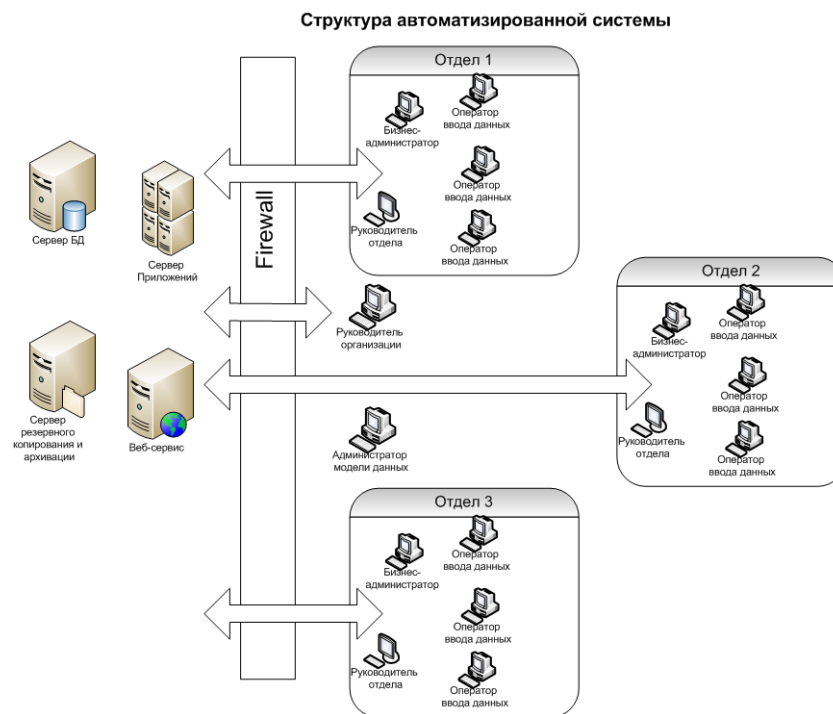 Структура автоматизированной системы
Отдел 1
Бизнес-
администратор
Оператор
ввода данных
Оператор
ввода данных
Руководитель
отдела
Оператор
ввода данных
Firewall
Сервер БД
Сервер
Приложений
Руководитель
организации
Отдел 2
Бизнес-
администратор
Оператор
ввода данных
Оператор
ввода данных
Руководитель
отдела
Оператор
ввода данных
Сервер
резервного
копирования и
архивации
Веб-сервис
Администратор
модели данных
Отдел 3
Бизнес-
администратор
Оператор
ввода данных
Оператор
ввода данных
Руководитель
отдела
Оператор
ввода данных